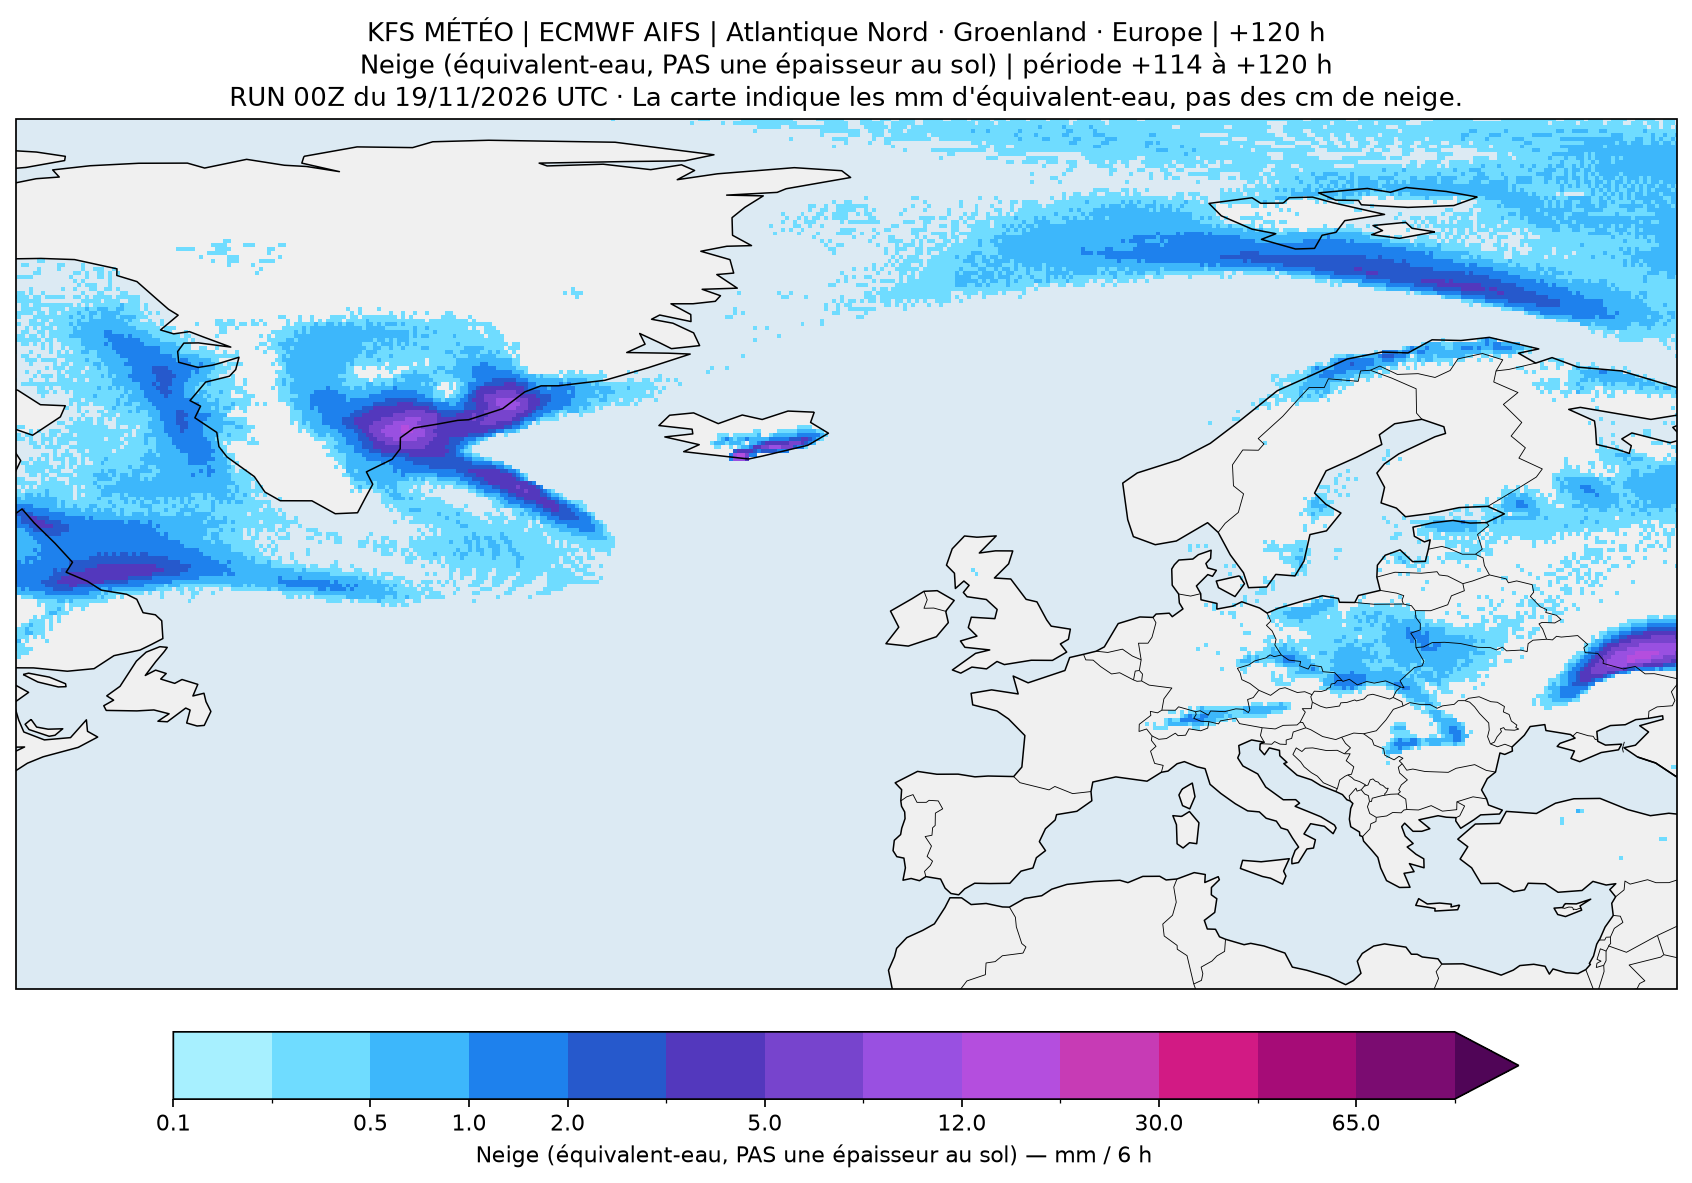 KFS MÉTÉO | ECMWF AIFS | Atlantique Nord · Groenland · Europe | +120 h
Neige (équivalent-eau, PAS une épaisseur au sol) | période +114 à +120 h
RUN 00Z du 19/11/2026 UTC · La carte indique les mm d'équivalent-eau, pas des cm de neige.
0.1 0.5 1.0 2.0 5.0 12.0 30.0 65.0
Neige (équivalent-eau, PAS une épaisseur au sol) — mm / 6 h